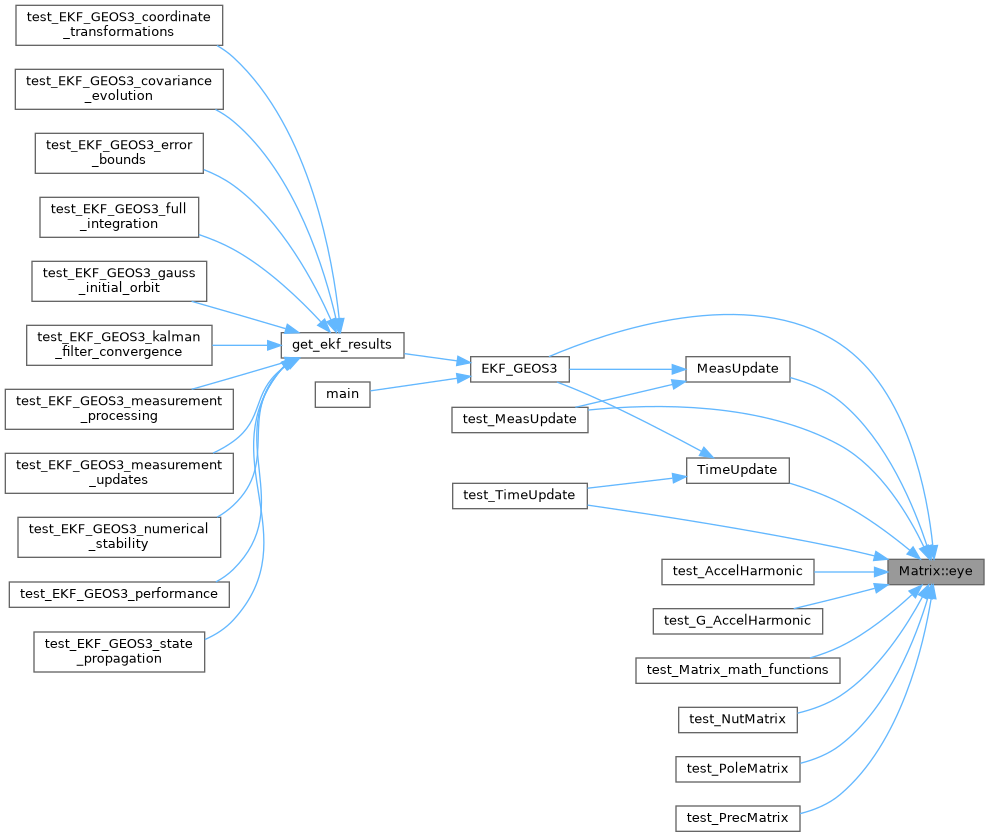 test_EKF_GEOS3_coordinate
_transformations
test_EKF_GEOS3_covariance
_evolution
test_EKF_GEOS3_error
_bounds
test_EKF_GEOS3_full
_integration
test_EKF_GEOS3_gauss
_initial_orbit
test_EKF_GEOS3_kalman
_filter_convergence
test_EKF_GEOS3_measurement
_processing
test_EKF_GEOS3_measurement
_updates
test_EKF_GEOS3_numerical
_stability
test_EKF_GEOS3_performance
test_EKF_GEOS3_state
_propagation
get_ekf_results
main
EKF_GEOS3
test_MeasUpdate
test_TimeUpdate
MeasUpdate
TimeUpdate
test_AccelHarmonic
test_G_AccelHarmonic
test_Matrix_math_functions
test_NutMatrix
test_PoleMatrix
test_PrecMatrix
Matrix::eye